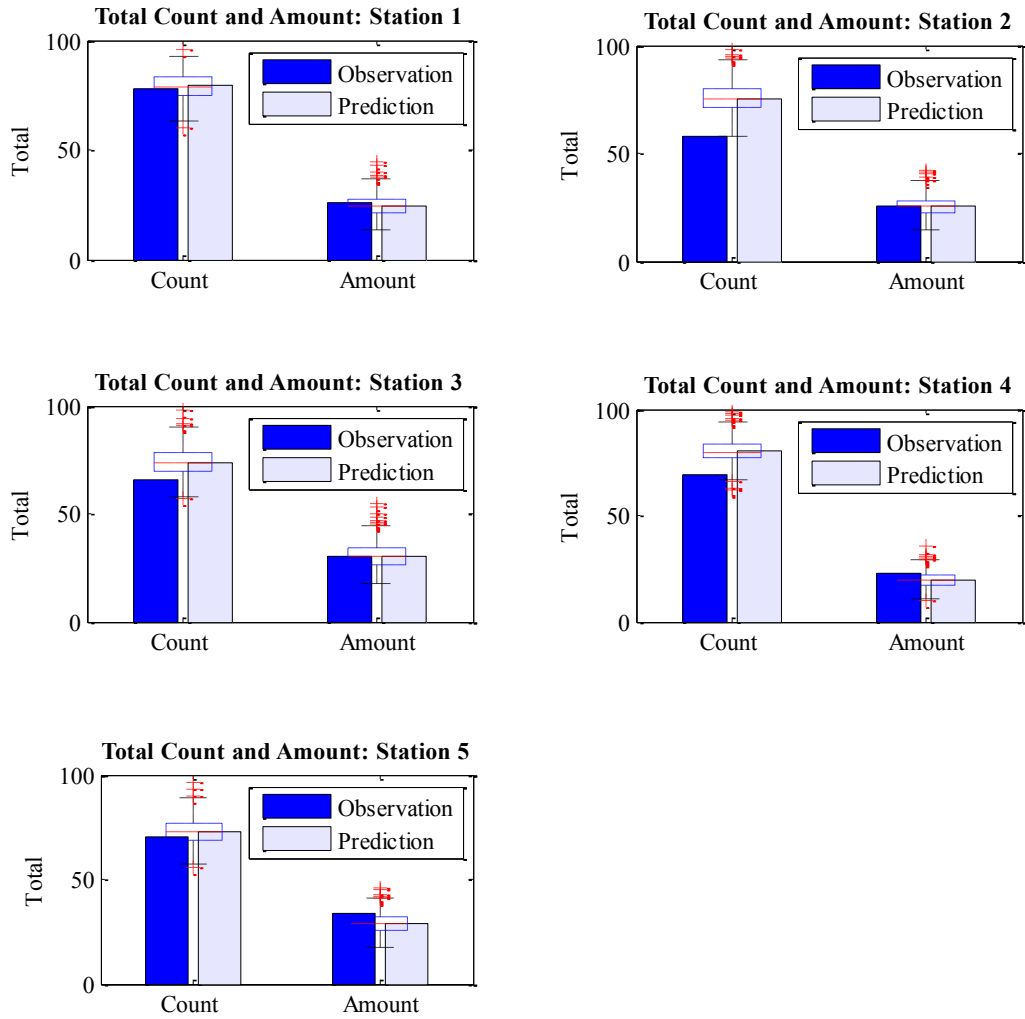 Total Count and Amount: Station 1
100
50
0
Total
Observation
Prediction
Count Amount
Total Count and Amount: Station 2
100
50
0
Total
Observation
Prediction
Count Amount
Total Count and Amount: Station 3
100
50
0
Total
Observation
Prediction
Count Amount
Total Count and Amount: Station 4
100
50
0
Total
Observation
Prediction
Count Amount
Total Count and Amount: Station 5
100
50
0
Total
Observation
Prediction
Count Amount